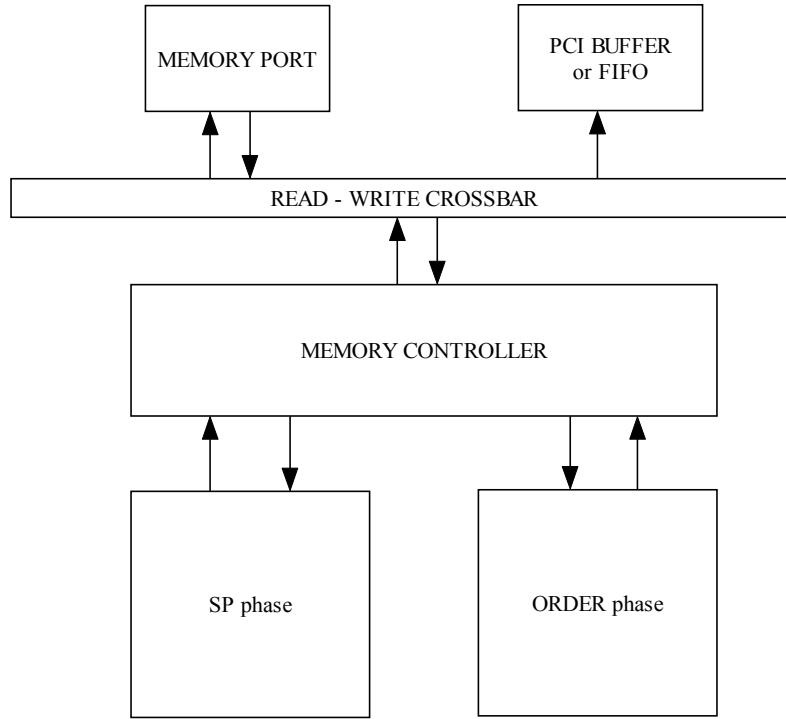 MEMORY PORT
PCI BUFFER
or FIFO
READ - WRITE CROSSBAR
MEMORY CONTROLLER
SP phase
ORDER phase